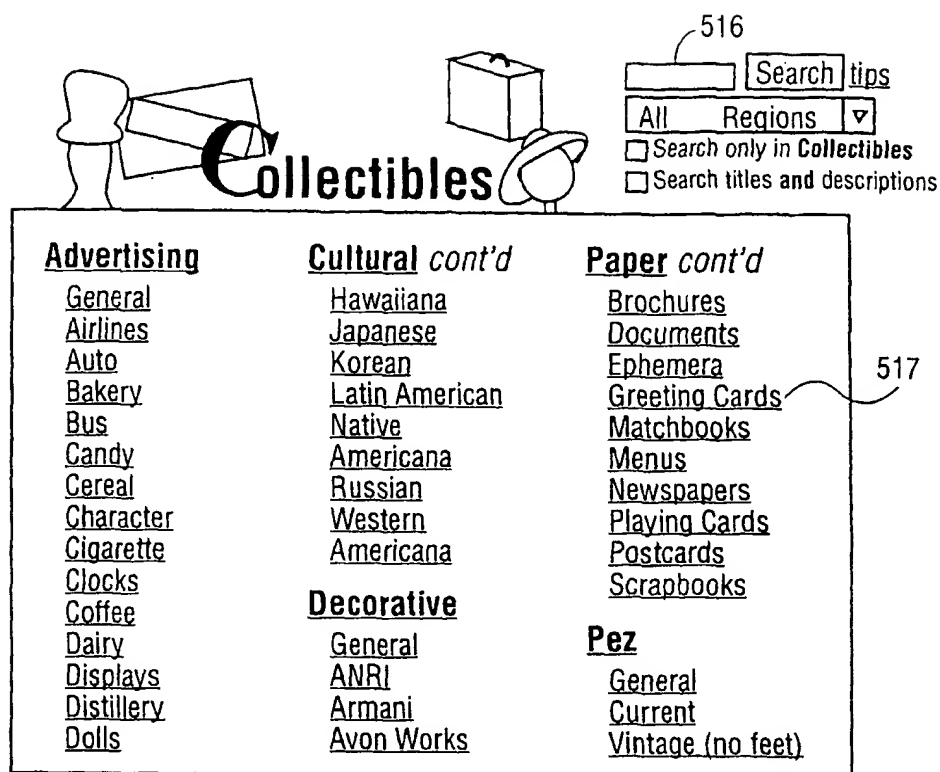 516
Search tips
All Regions
Search only in Collectibles
Search titles and descriptions
Collectibles
Advertising
General
Airlines
Auto
Bakery
Bus
Candy
Cereal
Character
Cigarette
Clocks
Coffee
Dairy
Displays
Distillery
Dolls
Cultural cont'd
Hawaiiana
Japanese
Korean
Latin American
Native
Americana
Russian
Western
Americana
Decorative
General
ANRI
Armani
Avon Works
Paper cont'd
Brochures
Documents
Ephemera
Greeting Cards
Matchbooks
Menus
Newspapers
Playing Cards
Postcards
Scrapbooks
Pez
General
Current
Vintage (no feet)
517